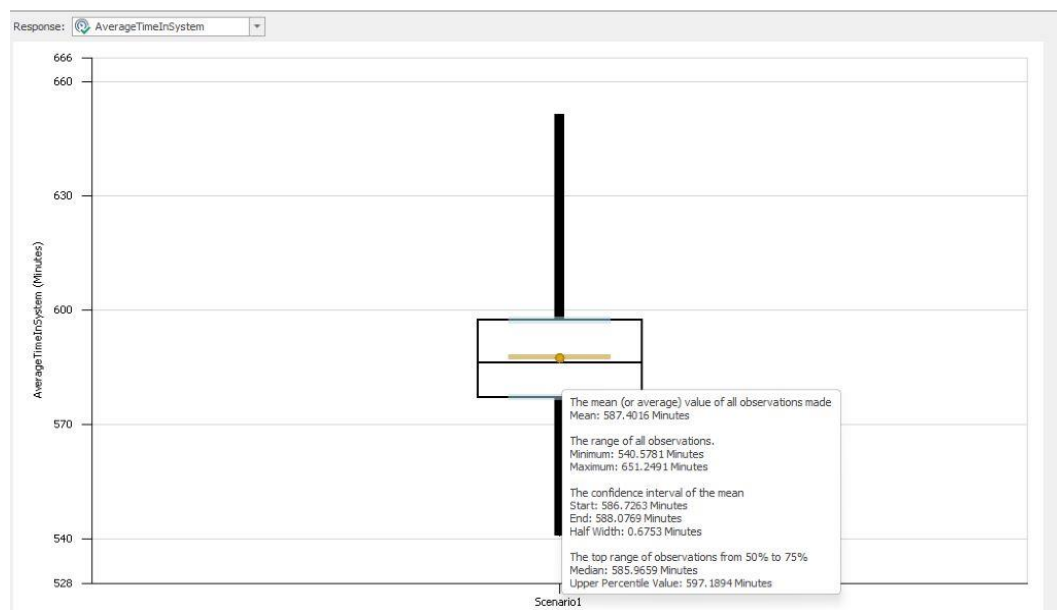 Response: AverageTimeInSystem
666
660
630
600
570
540
528
AverageTimeInSystem (Minutes)
The mean (or average) value of all observations made
Mean: 587.4016 Minutes
The range of all observations.
Minimum: 540.5781 Minutes
Maximum: 651.2491 Minutes
The confidence interval of the mean
Start: 586.7263 Minutes
End: 588.0769 Minutes
Half Width: 0.6753 Minutes
The top range of observations from 50% to 75%
Median: 585.9659 Minutes
Upper Percentile Value: 597.1894 Minutes
Scenario1